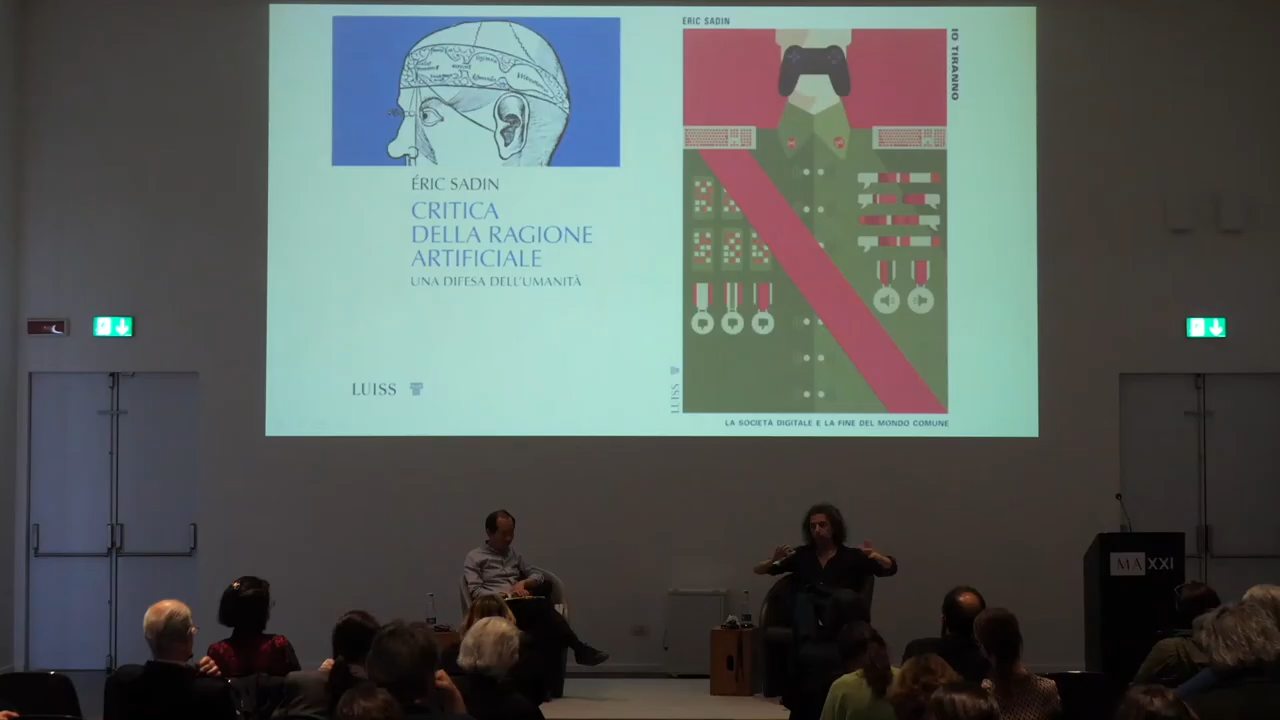 ÉRIC SADIN
CRITICA
DELLA RAGIONE
ARTIFICIALE
UNA DIFESA DELL'UMANITÀ
LUISS
ERIC SADIN
IO TIRANNO
LUISS
LA SOCIETÀ DIGITALE E LA FINE DEL MONDO COMUNE
MAXXI